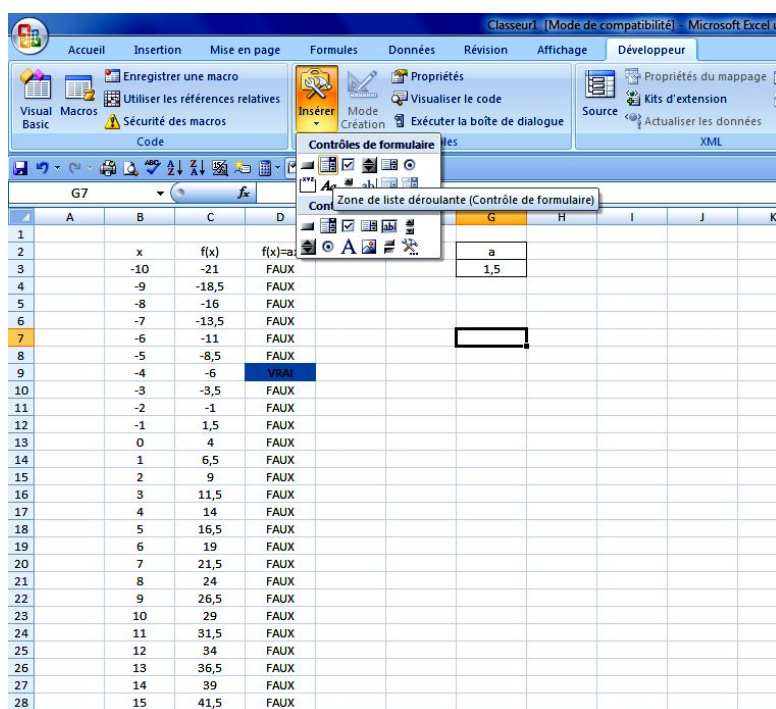 Classeur1 [Mode de compatibilité] - Microsoft Excel
Accueil Insertion Mise en page Formules Données Révision Affichage Développeur
Visual Basic
Macros
Enregistrer une macro
Utiliser les références relatives
Sécurité des macros
Code
Insérer
Mode Création
Propriétés
Visualiser le code
Exécuter la boîte de dialogue
Source
Propriétés du mappage
Kits d'extension
Actualiser les données
XML
Contrôles de formulaire
Zone de liste déroulante (Contrôle de formulaire)
G7 fx
A B C D G H I J K
1
2 x f(x) f(x)=a a
3 -10 -21 FAUX 1,5
4 -9 -18,5 FAUX
5 -8 -16 FAUX
6 -7 -13,5 FAUX
7 -6 -11 FAUX
8 -5 -8,5 FAUX
9 -4 -6 VRAI
10 -3 -3,5 FAUX
11 -2 -1 FAUX
12 -1 1,5 FAUX
13 0 4 FAUX
14 1 6,5 FAUX
15 2 9 FAUX
16 3 11,5 FAUX
17 4 14 FAUX
18 5 16,5 FAUX
19 6 19 FAUX
20 7 21,5 FAUX
21 8 24 FAUX
22 9 26,5 FAUX
23 10 29 FAUX
24 11 31,5 FAUX
25 12 34 FAUX
26 13 36,5 FAUX
27 14 39 FAUX
28 15 41,5 FAUX